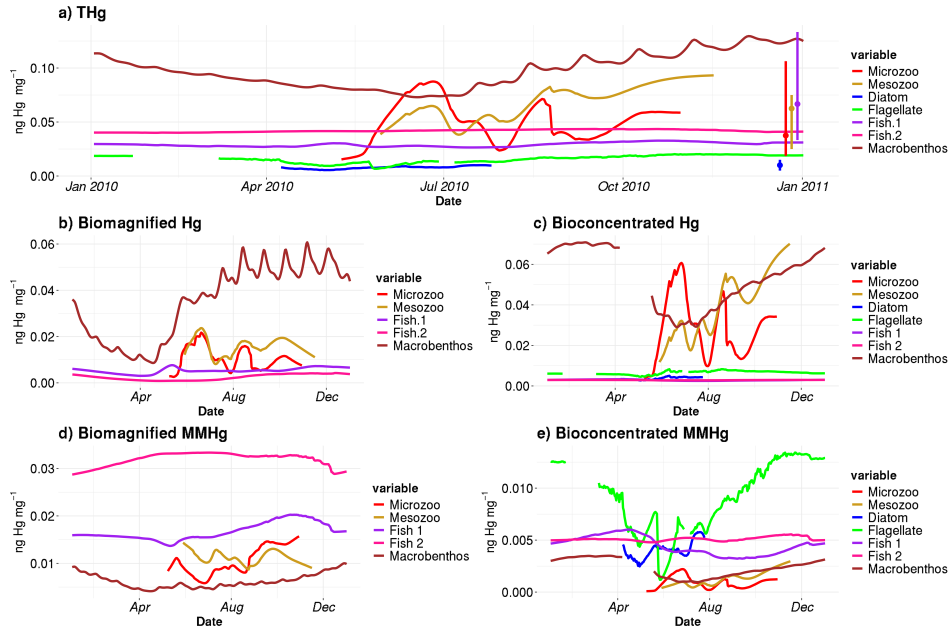 a) THg
ng Hg mg⁻¹
0.10
0.05
0.00
Jan 2010
Apr 2010
Jul 2010
Oct 2010
Jan 2011
Date
variable
Microzoo
Mesozoo
Diatom
Flagellate
Fish.1
Fish.2
Macrobenthos
b) Biomagnified Hg
ng Hg mg⁻¹
0.06
0.04
0.02
0.00
Apr
Aug
Dec
Date
variable
Microzoo
Mesozoo
Fish.1
Fish.2
Macrobenthos
c) Bioconcentrated Hg
ng Hg mg⁻¹
0.06
0.04
0.02
0.00
Apr
Aug
Dec
Date
variable
Microzoo
Mesozoo
Diatom
Flagellate
Fish 1
Fish 2
Macrobenthos
d) Biomagnified MMHg
ng Hg mg⁻¹
0.03
0.02
0.01
Apr
Aug
Dec
Date
variable
Microzoo
Mesozoo
Fish 1
Fish 2
Macrobenthos
e) Bioconcentrated MMHg
ng Hg mg⁻¹
0.010
0.005
0.000
Apr
Aug
Dec
Date
variable
Microzoo
Mesozoo
Diatom
Flagellate
Fish 1
Fish 2
Macrobenthos